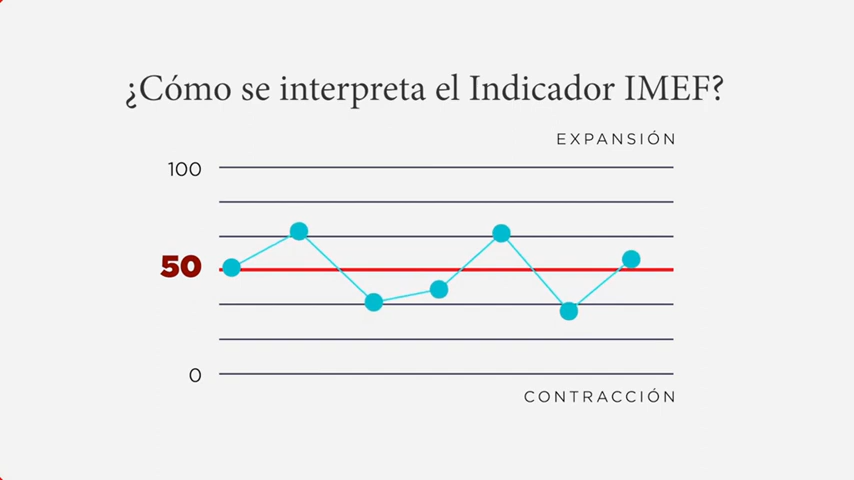 ¿Cómo se interpreta el Indicador IMEF?
EXPANSIÓN
100
50
0
CONTRACCIÓN